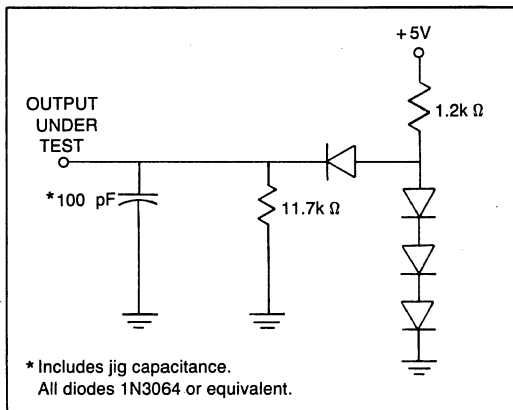 +5V
1.2k Ω
OUTPUT
UNDER
TEST
*100 pF
11.7k Ω
* Includes jig capacitance.
All diodes 1N3064 or equivalent.